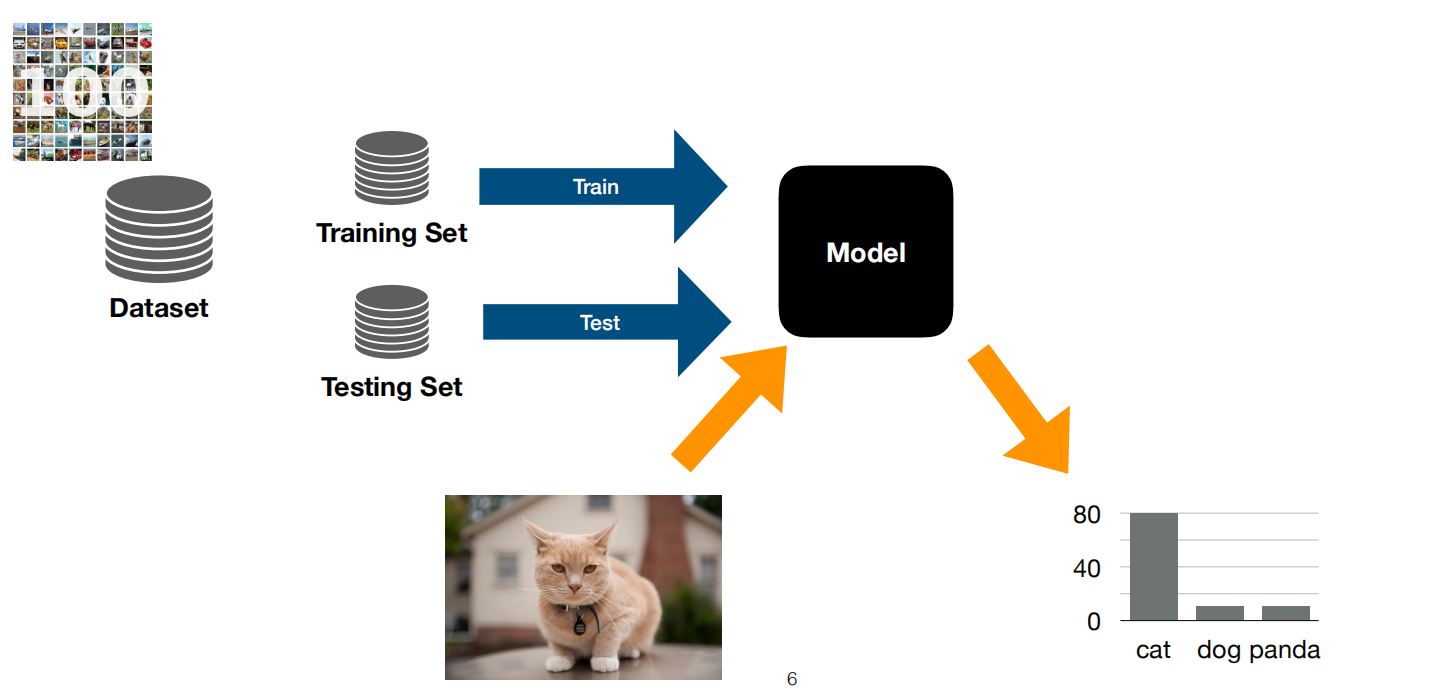 100
Train
Training Set
Model
Dataset
Test
Testing Set
80
40
0
cat dog panda
6